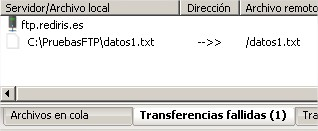 Servidor/Archivo local Dirección Archivo remoto
ftp.rediris.es
C:\PruebasFTP\datos1.txt -->> /datos1.txt
Archivos en cola Transferencias fallidas (1) Tra